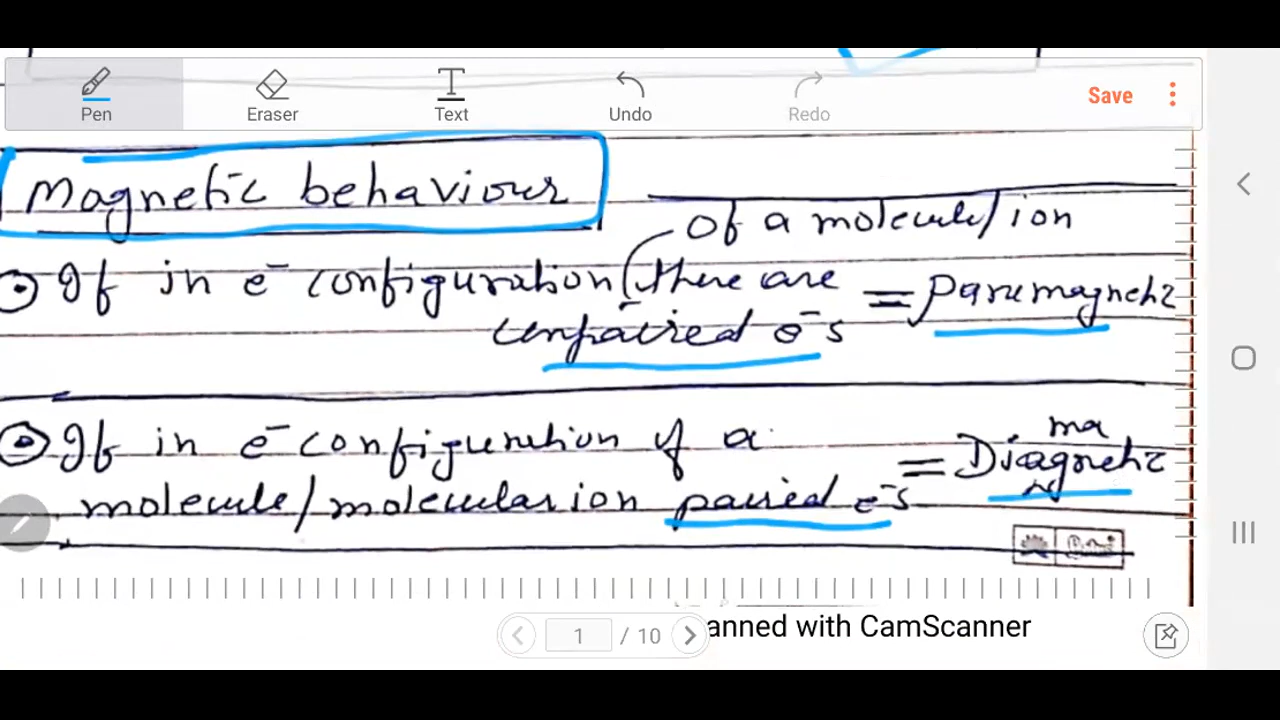 Pen
Eraser
Text
Undo
Redo
Save
Magnetic behaviour
of a molecule/ion
If in e⁻ configuration (there are
unpaired e⁻s
= Paramagnetic
If in e⁻ configuration of a
molecule/molecular ion paired e⁻s
= Diagnetic
ma
1 / 10
anned with CamScanner